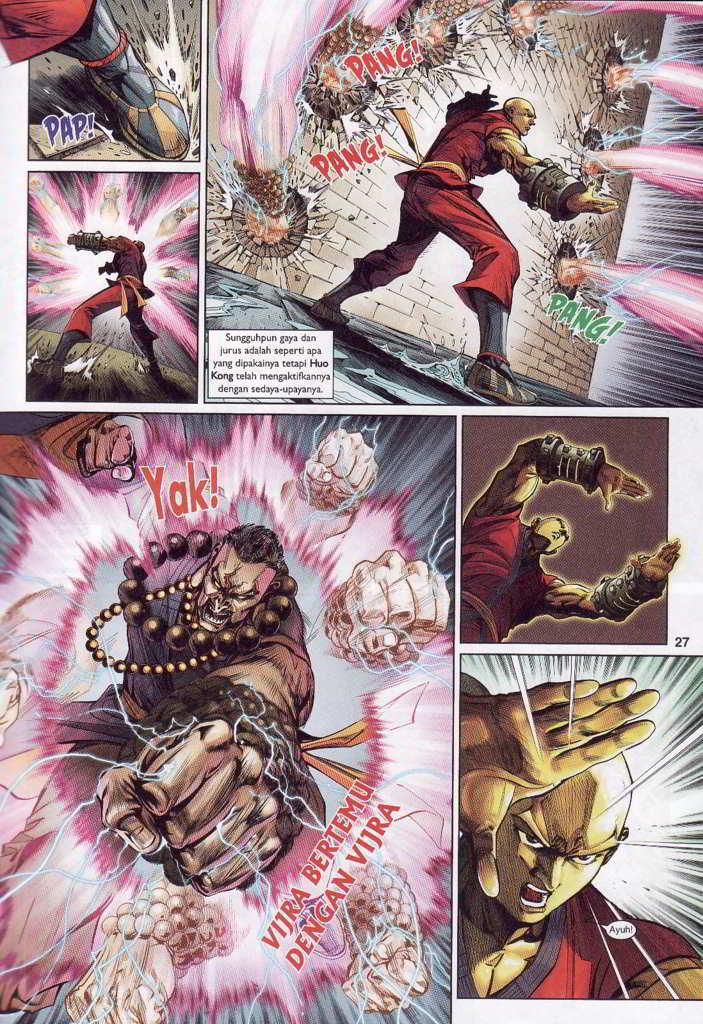 PAP!
PANG!
PANG!
PANG!
Sungguhpun gaya dan
jurus adalah seperti apa
yang dipakainya tetapi Huo
Kong telah mengaktifkannya
dengan sedaya-upayanya.
Yak!
VIJRA BERTEMU
DENGAN VIJRA
27
Ayuh!